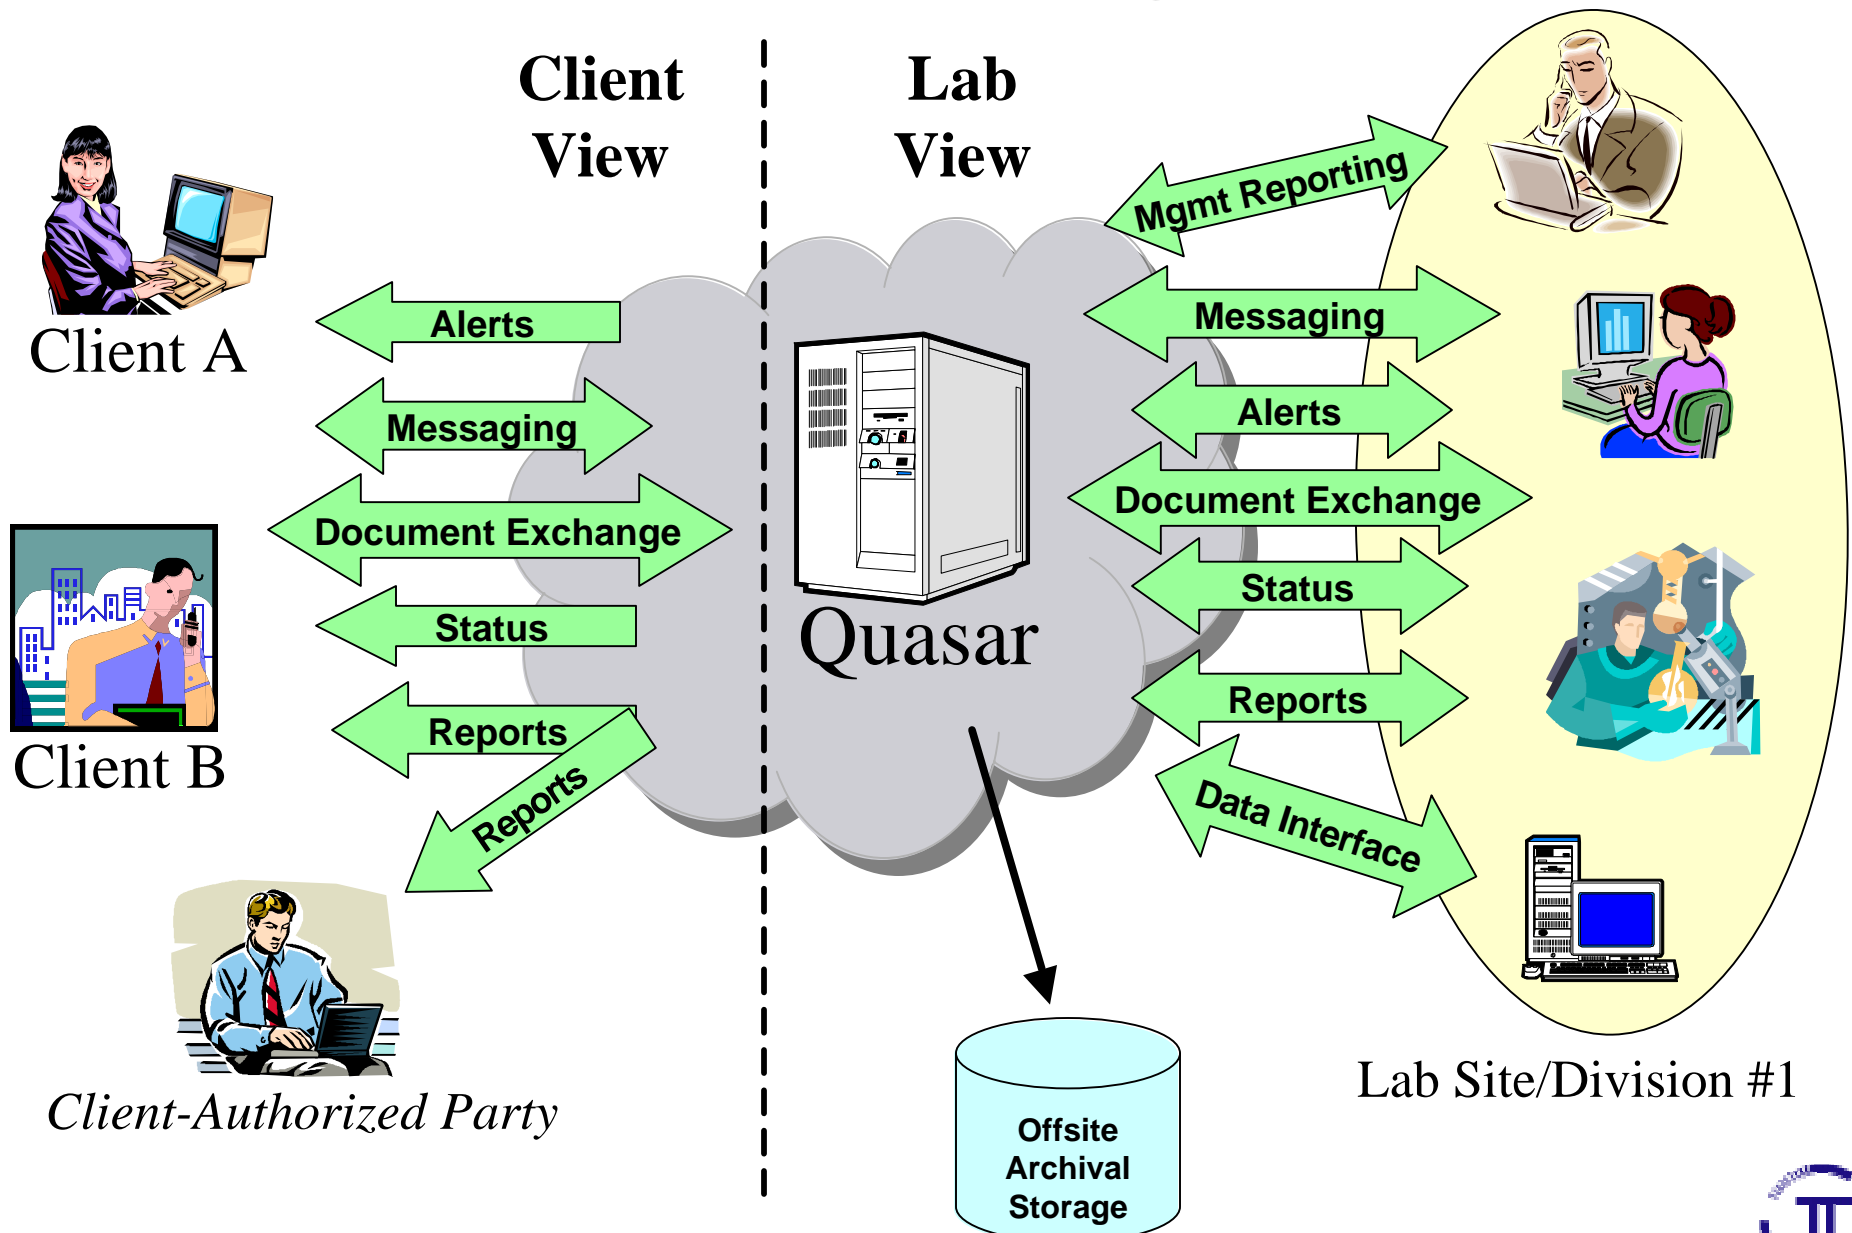 Client
View
Lab
View
Mgmt Reporting
Client A
Alerts
Messaging
Messaging
Alerts
Document Exchange
Document Exchange
Status
Status
Quasar
Reports
Reports
Client B
Reports
Data Interface
Client-Authorized Party
Lab Site/Division #1
Offsite
Archival
Storage